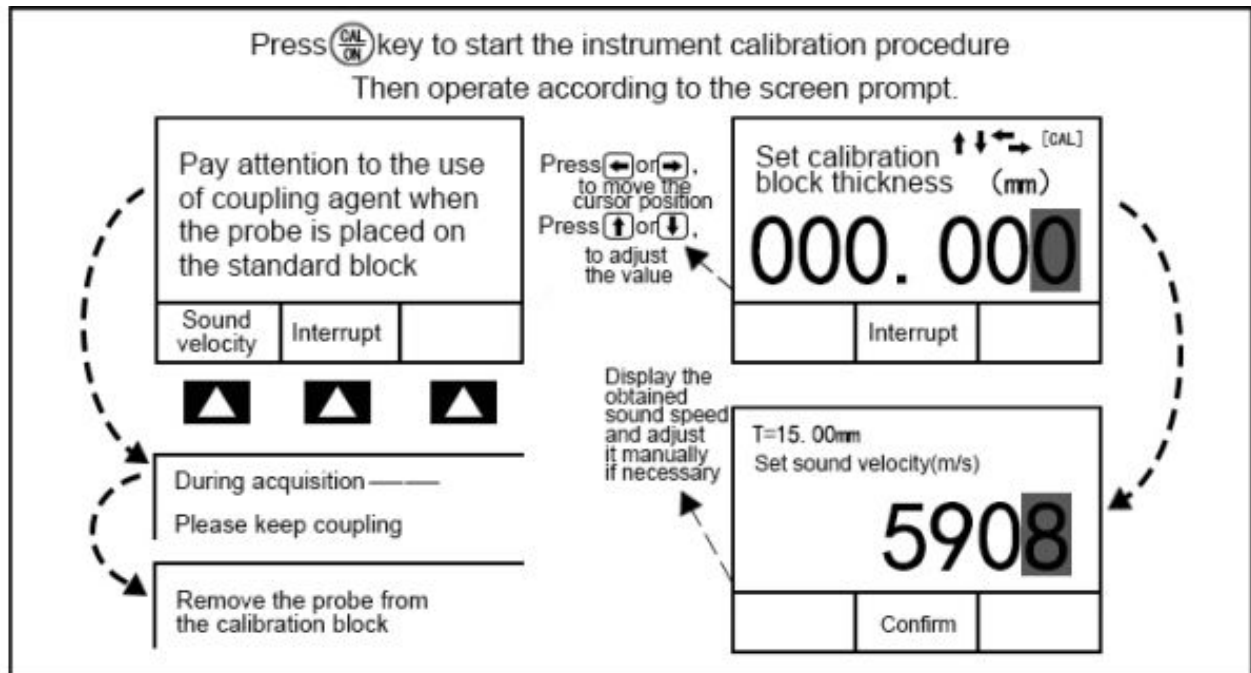 Press CAL ON key to start the instrument calibration procedure
Then operate according to the screen prompt.
Pay attention to the use
of coupling agent when
the probe is placed on
the standard block
Sound
velocity
Interrupt
During acquisition———
Please keep coupling
Remove the probe from
the calibration block
Press ← or → ,
to move the
cursor position
Press ↑ or ↓ ,
to adjust
the value
Set calibration ↑ ↓ ← → [CAL]
block thickness (mm)
000. 000
Interrupt
Display the
obtained
sound speed
and adjust
it manually
if necessary
T=15. 00mm
Set sound velocity(m/s)
5908
Confirm